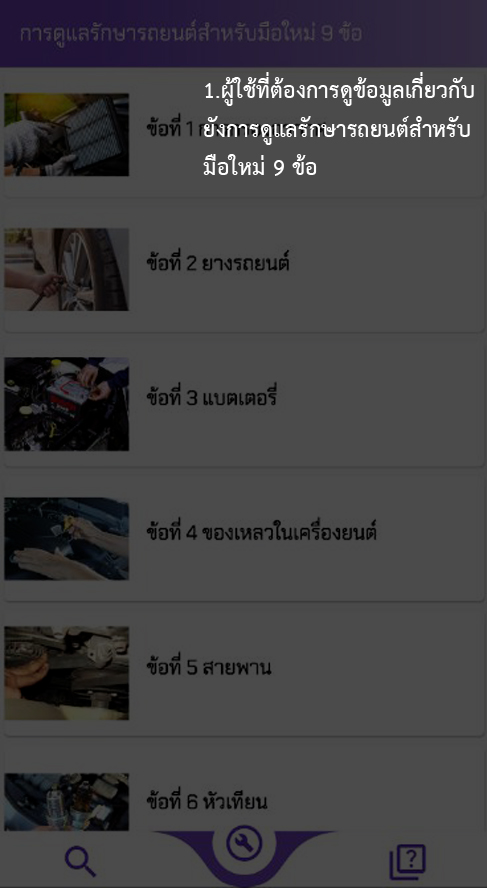 การดูแลรักษารถยนต์สำหรับมือใหม่ 9 ข้อ
1.ผู้ใช้ที่ต้องการดูข้อมูลเกี่ยวกับ
ยังการดูแลรักษารถยนต์สำหรับ
มือใหม่ 9 ข้อ
ข้อที่ 1
ข้อที่ 2 ยางรถยนต์
ข้อที่ 3 แบตเตอรี่
ข้อที่ 4 ของเหลวในเครื่องยนต์
ข้อที่ 5 สายพาน
ข้อที่ 6 หัวเทียน